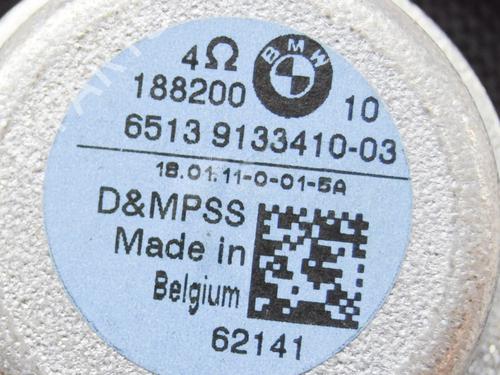 4Ω
BMW
188200 10
6513 9133410-03
18.01.11-0-01-5A
D&MPSS
Made in
Belgium
62141